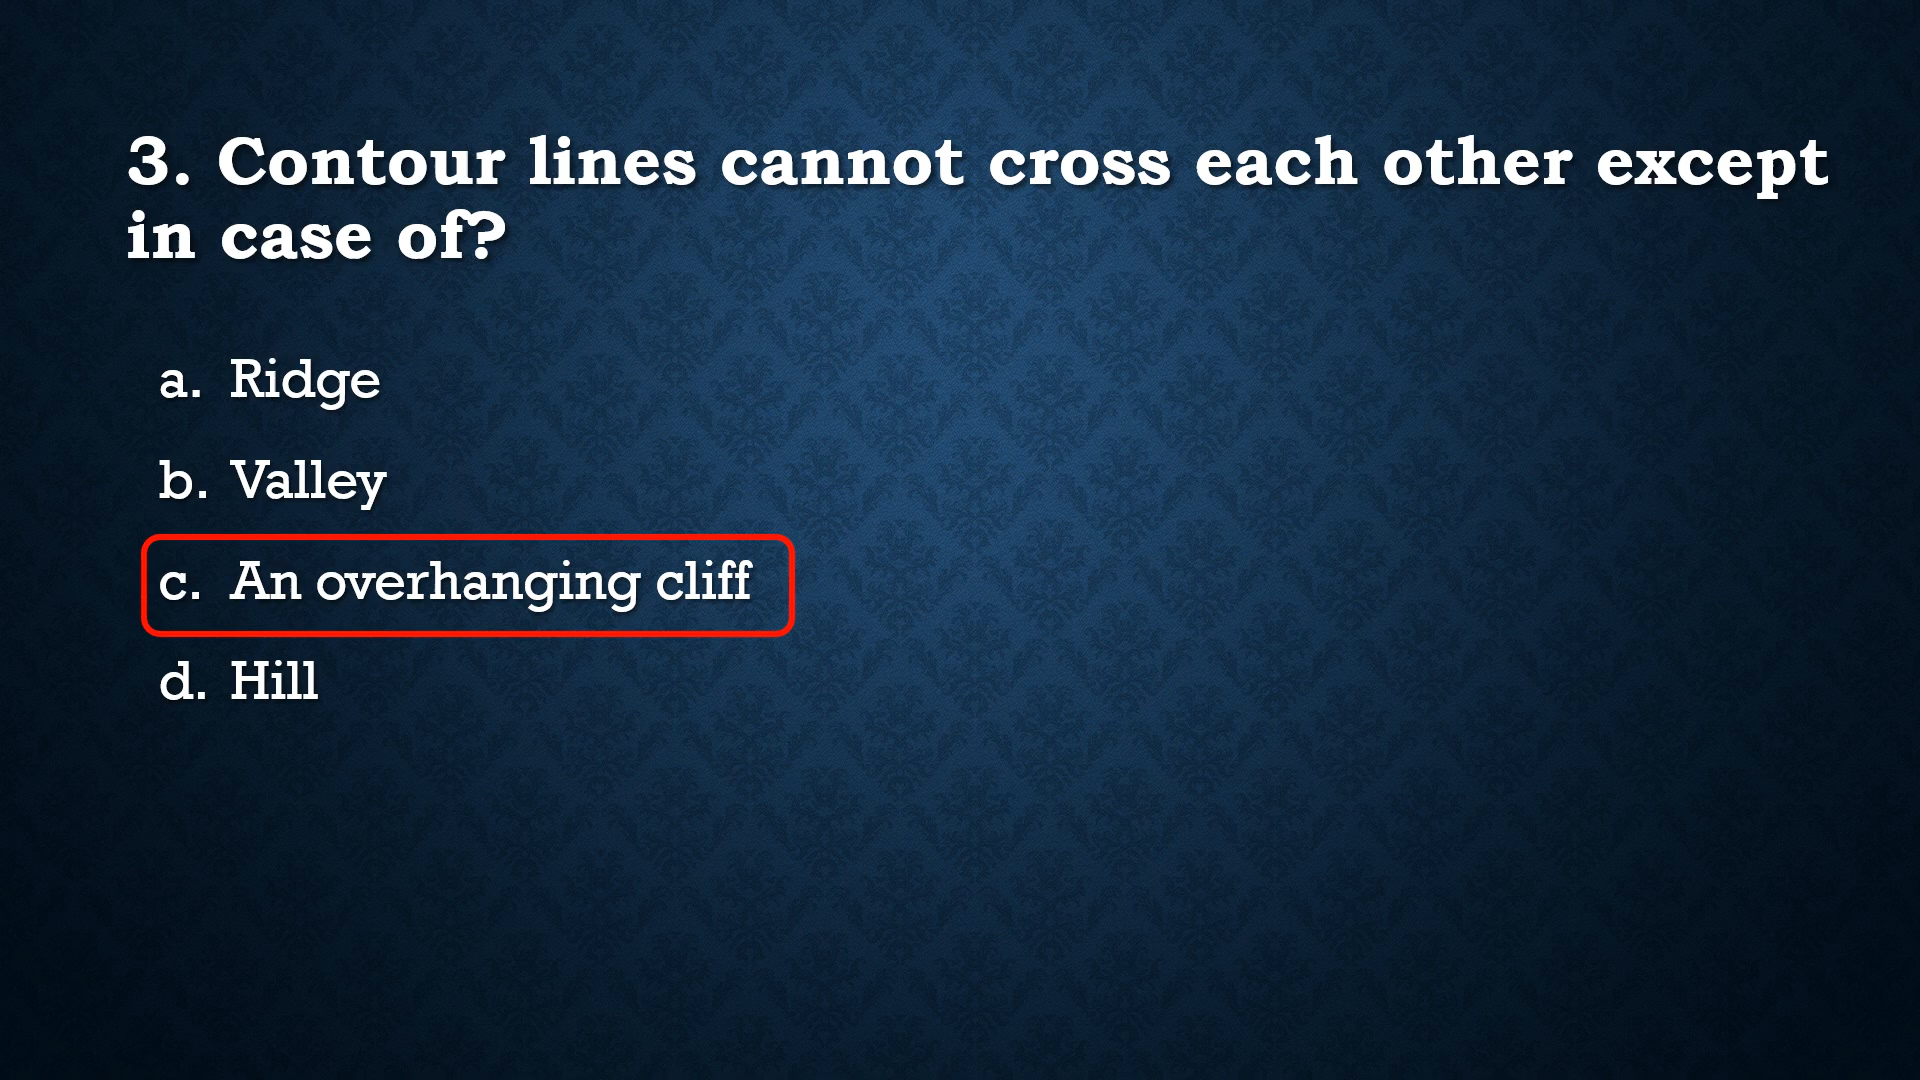 3. Contour lines cannot cross each other except
in case of?
a. Ridge
b. Valley
c. An overhanging cliff
d. Hill